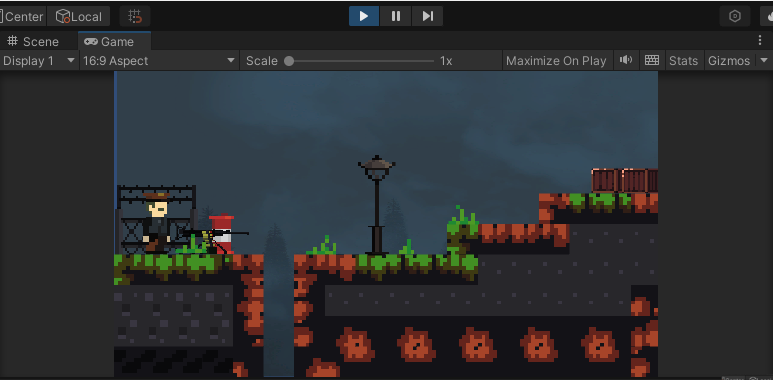 Center Local
Scene Game
Display 1 16:9 Aspect Scale 1x Maximize On Play Stats Gizmos